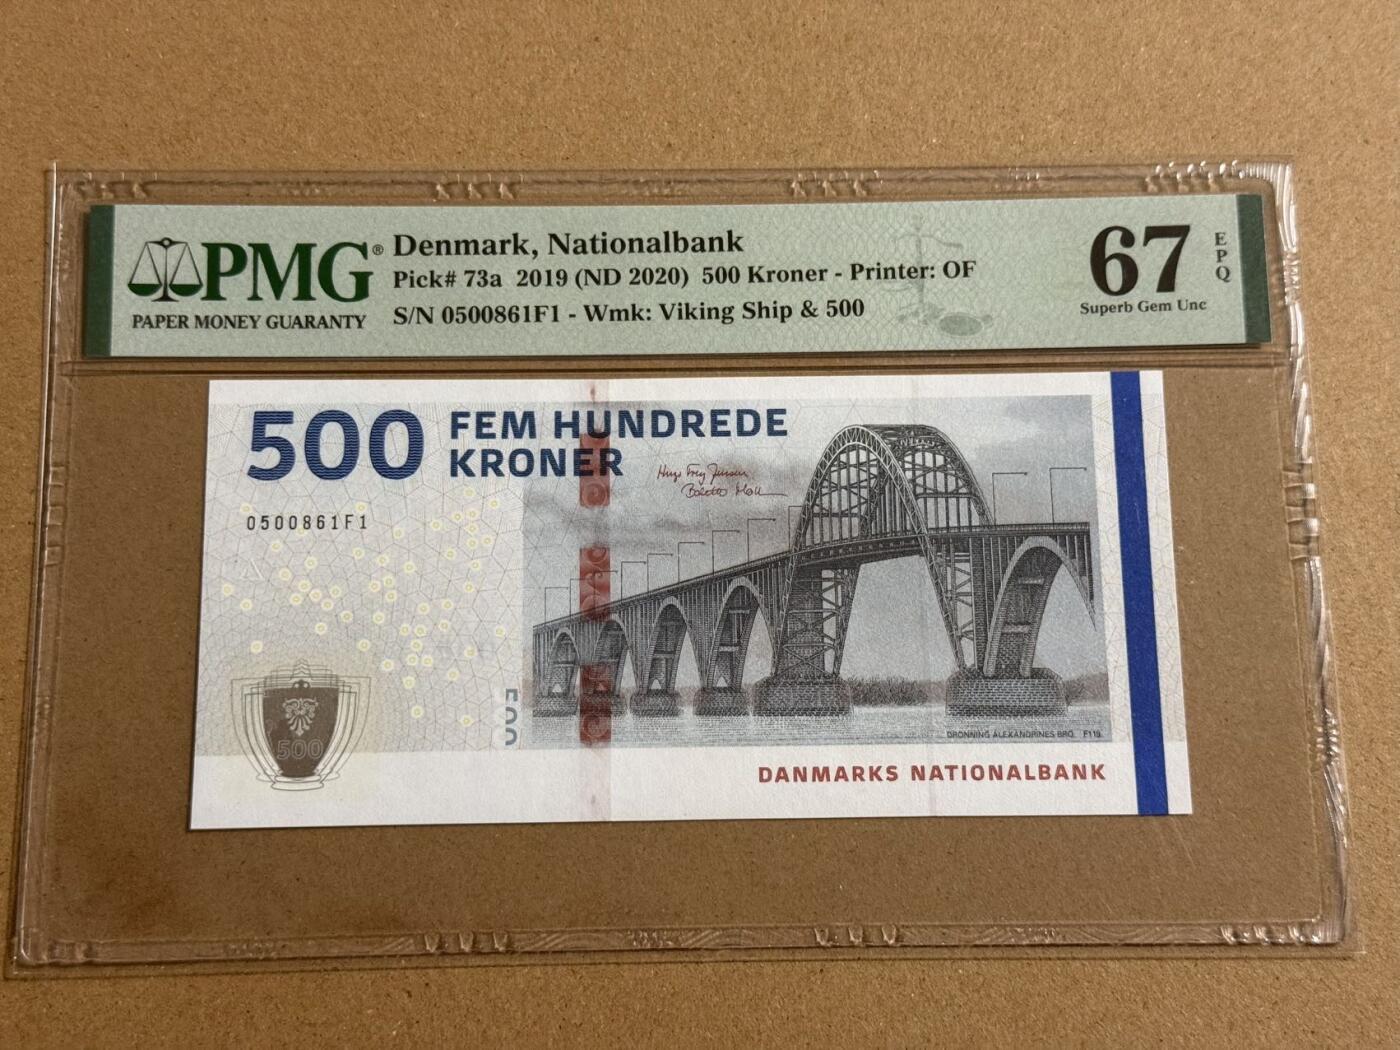 PMG®
PAPER MONEY GUARANTY
Denmark, Nationalbank
Pick# 73a 2019 (ND 2020) 500 Kroner - Printer: OF
S/N 0500861F1 - Wmk: Viking Ship & 500
67
EPQ
Superb Gem Unc
500
FEM HUNDREDE
KRONER
0500861F1
500
500
DRONNING ALEXANDRINES BRO F119
DANMARKS NATIONALBANK